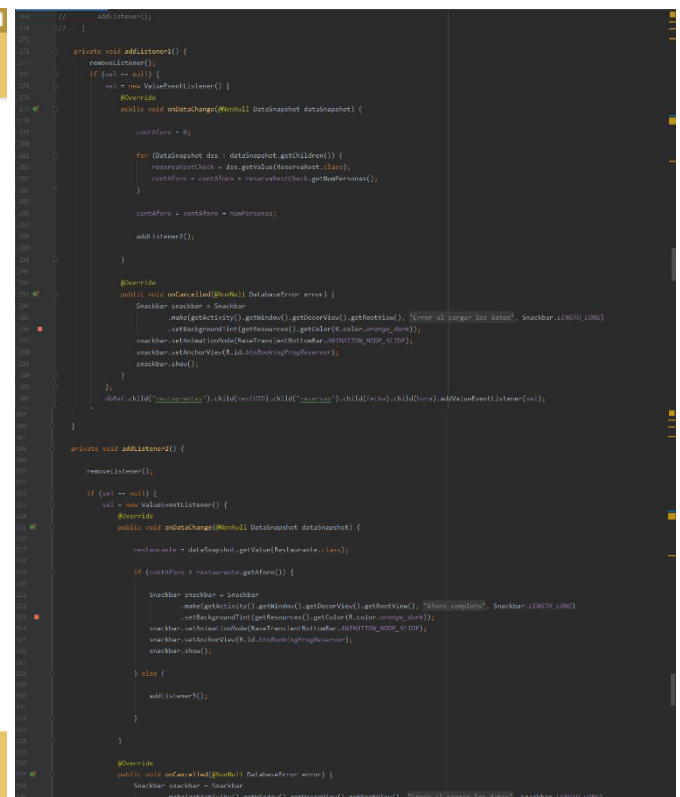 // addListener();
// }
private void addListener1() {
removeListener();
if (vel == null) {
vel = new ValueEventListener() {
@Override
public void onDataChange(@NonNull DataSnapshot dataSnapshot) {
contAforo = 0;
for (DataSnapshot dss : dataSnapshot.getChildren()) {
reservaRestCheck = dss.getValue(ReservaRest.class);
contAforo = contAforo + reservaRestCheck.getNumPersonas();
}
contAforo = contAforo + numPersonas;
addListener2();
}
@Override
public void onCancelled(@NonNull DatabaseError error) {
Snackbar snackbar = Snackbar
.make(getActivity().getWindow().getDecorView().getRootView(), "Error al cargar los datos", Snackbar.LENGTH_LONG)
.setBackgroundTint(getResources().getColor(R.color.orange_dark));
snackbar.setAnimationMode(BaseTransientBottomBar.ANIMATION_MODE_SLIDE);
snackbar.setAnchorView(R.id.btnBookingFragReservar);
snackbar.show();
}
};
dbRef.child("restaurantes").child(restUID).child("reservas").child(fecha).child(hora).addValueEventListener(vel);
}
private void addListener2() {
removeListener();
if (vel == null) {
vel = new ValueEventListener() {
@Override
public void onDataChange(@NonNull DataSnapshot dataSnapshot) {
restaurante = dataSnapshot.getValue(Restaurante.class);
if (contAforo > restaurante.getAforo()) {
Snackbar snackbar = Snackbar
.make(getActivity().getWindow().getDecorView().getRootView(), "Aforo completo", Snackbar.LENGTH_LONG)
.setBackgroundTint(getResources().getColor(R.color.orange_dark));
snackbar.setAnimationMode(BaseTransientBottomBar.ANIMATION_MODE_SLIDE);
snackbar.setAnchorView(R.id.btnBookingFragReservar);
snackbar.show();
} else {
addListener3();
}
}
@Override
public void onCancelled(@NonNull DatabaseError error) {
Snackbar snackbar = Snackbar